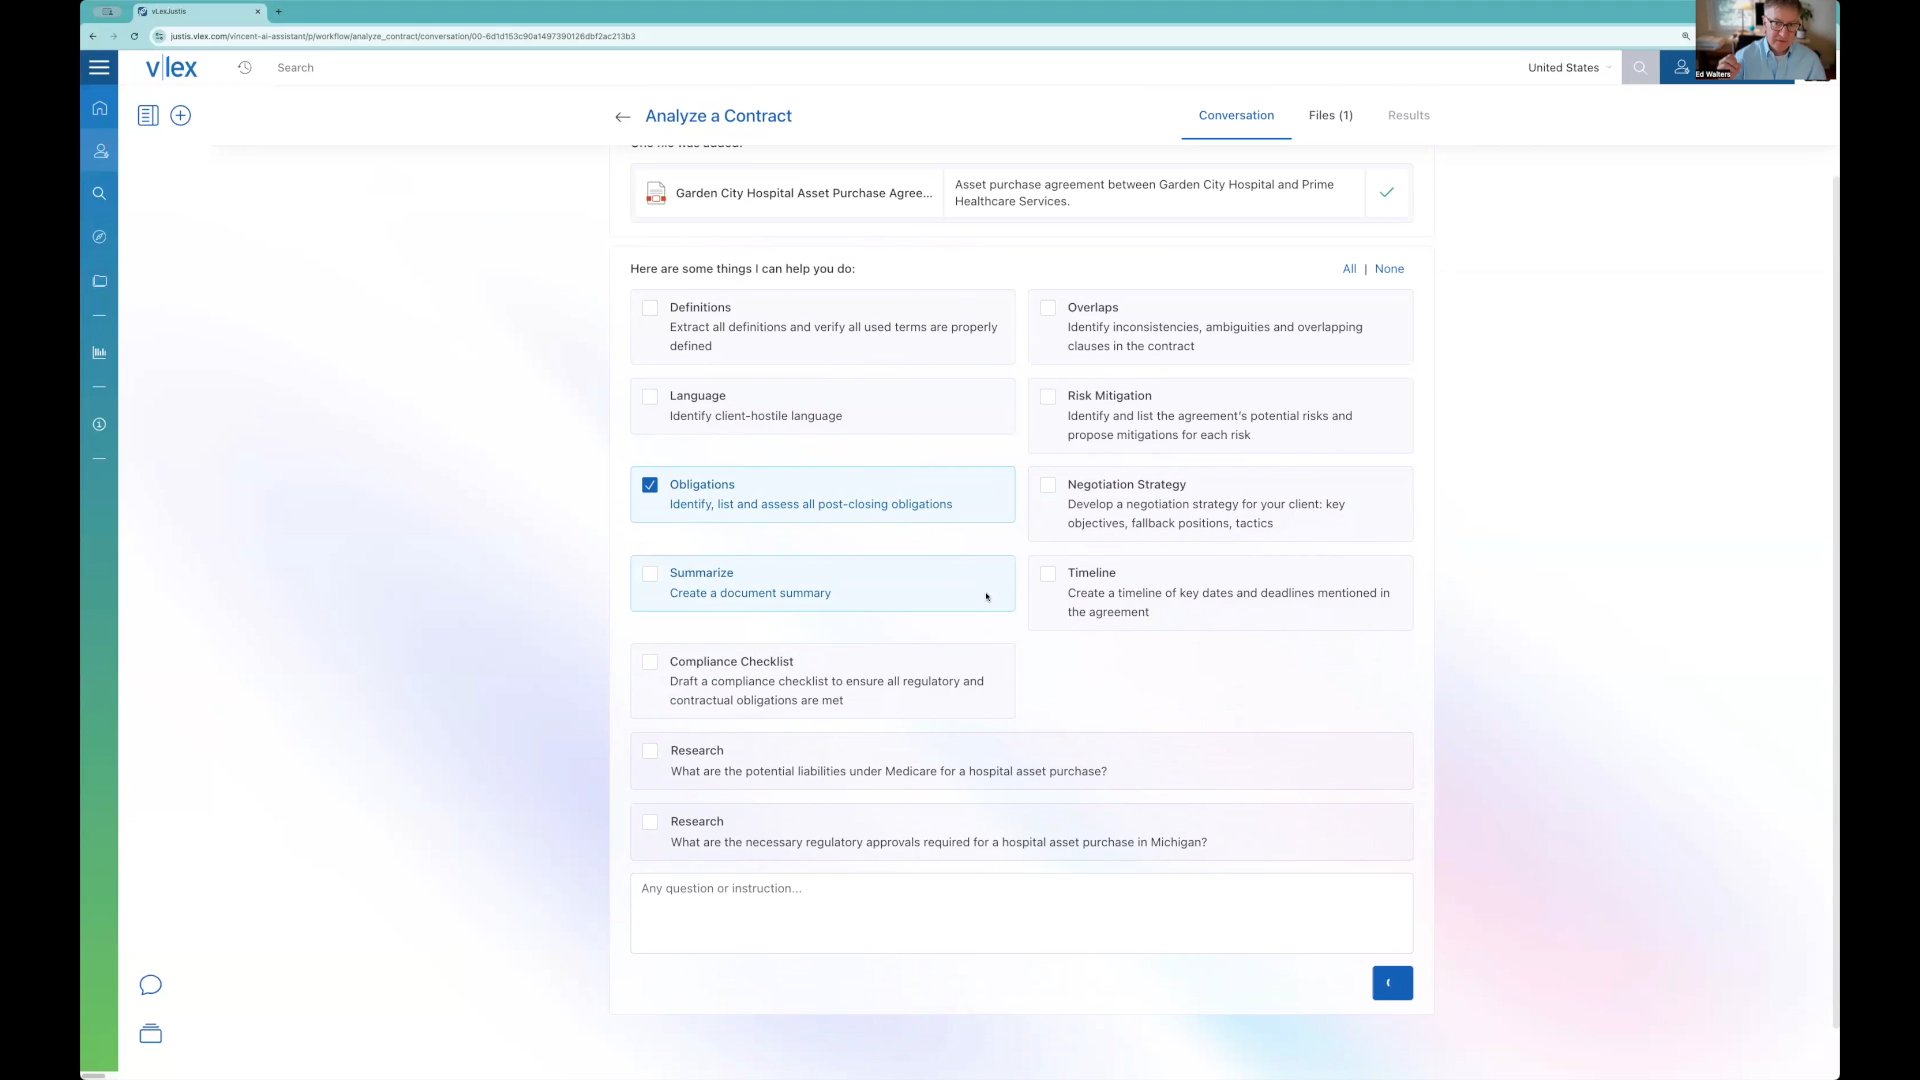 vLexJustis
justis.vlex.com/vincent-ai-assistant/p/workflow/analyze_contract/conversation/00-6d1d153c90a1497390126dbf2ac213b3
Ed Walters
vlex
Search
United States
Analyze a Contract
Conversation
Files (1)
Results
One file was added:
Garden City Hospital Asset Purchase Agree...
Asset purchase agreement between Garden City Hospital and Prime
Healthcare Services.
Here are some things I can help you do:
All | None
Definitions
Extract all definitions and verify all used terms are properly
defined
Overlaps
Identify inconsistencies, ambiguities and overlapping
clauses in the contract
Language
Identify client-hostile language
Risk Mitigation
Identify and list the agreement's potential risks and
propose mitigations for each risk
Obligations
Identify, list and assess all post-closing obligations
Negotiation Strategy
Develop a negotiation strategy for your client: key
objectives, fallback positions, tactics
Summarize
Create a document summary
Timeline
Create a timeline of key dates and deadlines mentioned in
the agreement
Compliance Checklist
Draft a compliance checklist to ensure all regulatory and
contractual obligations are met
Research
What are the potential liabilities under Medicare for a hospital asset purchase?
Research
What are the necessary regulatory approvals required for a hospital asset purchase in Michigan?
Any question or instruction...